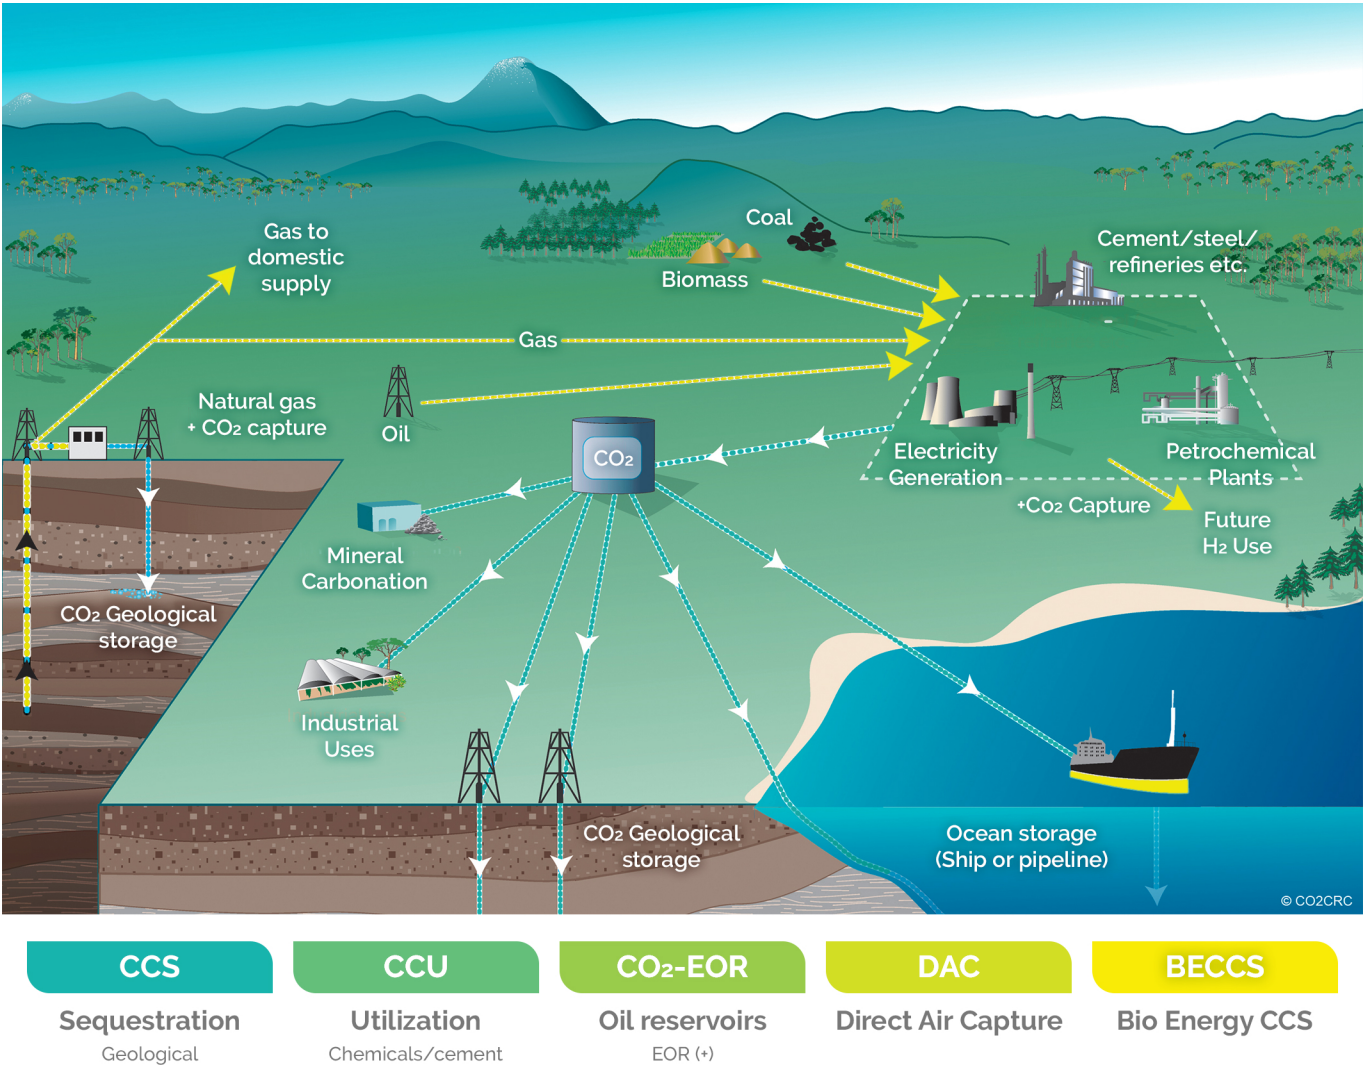 Coal
Gas to
domestic
supply
Cement/steel/
refineries etc.
Biomass
Gas
Natural gas
+ CO₂ capture
Oil
CO₂
Electricity
Generation
Petrochemical
Plants
+Co₂ Capture
Future
H₂ Use
Mineral
Carbonation
CO₂ Geological
storage
Industrial
Uses
CO₂ Geological
storage
Ocean storage
(Ship or pipeline)
© CO2CRC
CCS
Sequestration
Geological
CCU
Utilization
Chemicals/cement
CO₂-EOR
Oil reservoirs
EOR (+)
DAC
Direct Air Capture
BECCS
Bio Energy CCS